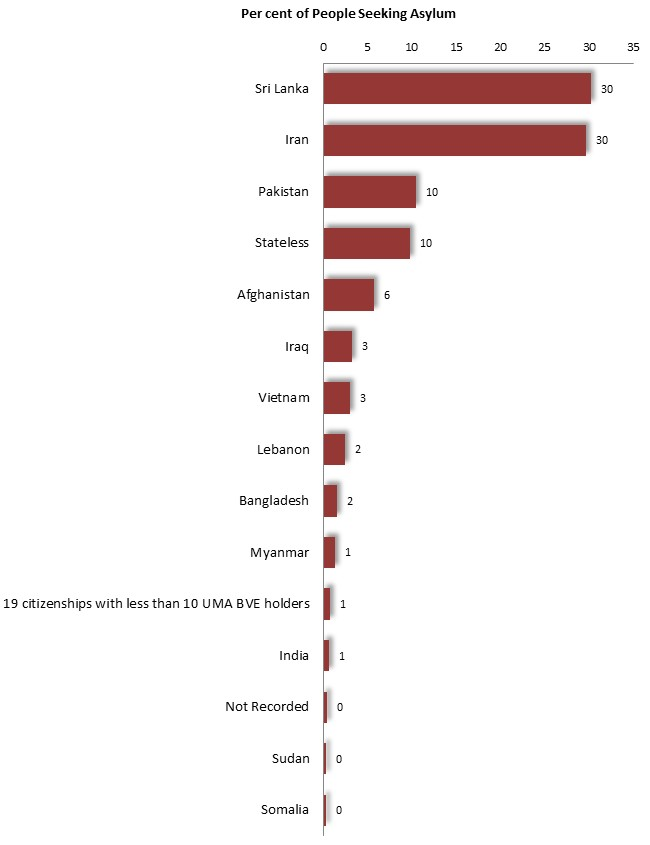 Per cent of People Seeking Asylum
0 5 10 15 20 25 30 35
Sri Lanka 30
Iran 30
Pakistan 10
Stateless 10
Afghanistan 6
Iraq 3
Vietnam 3
Lebanon 2
Bangladesh 2
Myanmar 1
19 citizenships with less than 10 UMA BVE holders 1
India 1
Not Recorded 0
Sudan 0
Somalia 0